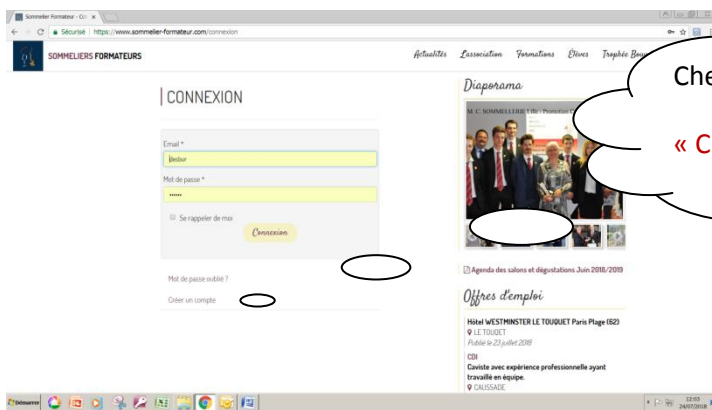 Sommelier Formateur - Co
Sécurisé https://www.sommelier-formateur.com/connexion
SOMMELIERS FORMATEURS
Actualités L'association Formations Élèves Trophée
CONNEXION
Email *
Mot de passe *
••••••
Se rappeler de moi
Connexion
Mot de passe oublié ?
Créer un compte
Diaporama
M. C. SOMMELLERIE Lille - Promotion
Agenda des salons et dégustations Juin 2018/2019
Offres d'emploi
Hôtel WESTMINSTER LE TOUQUET Paris Plage (62)
LE TOUQUET
Publié le 23 juillet 2018
CDI
Caviste avec expérience professionnelle ayant
travaillé en équipe.
CAUSSADE
Che
« C
Démarrer
12:03
24/07/2018